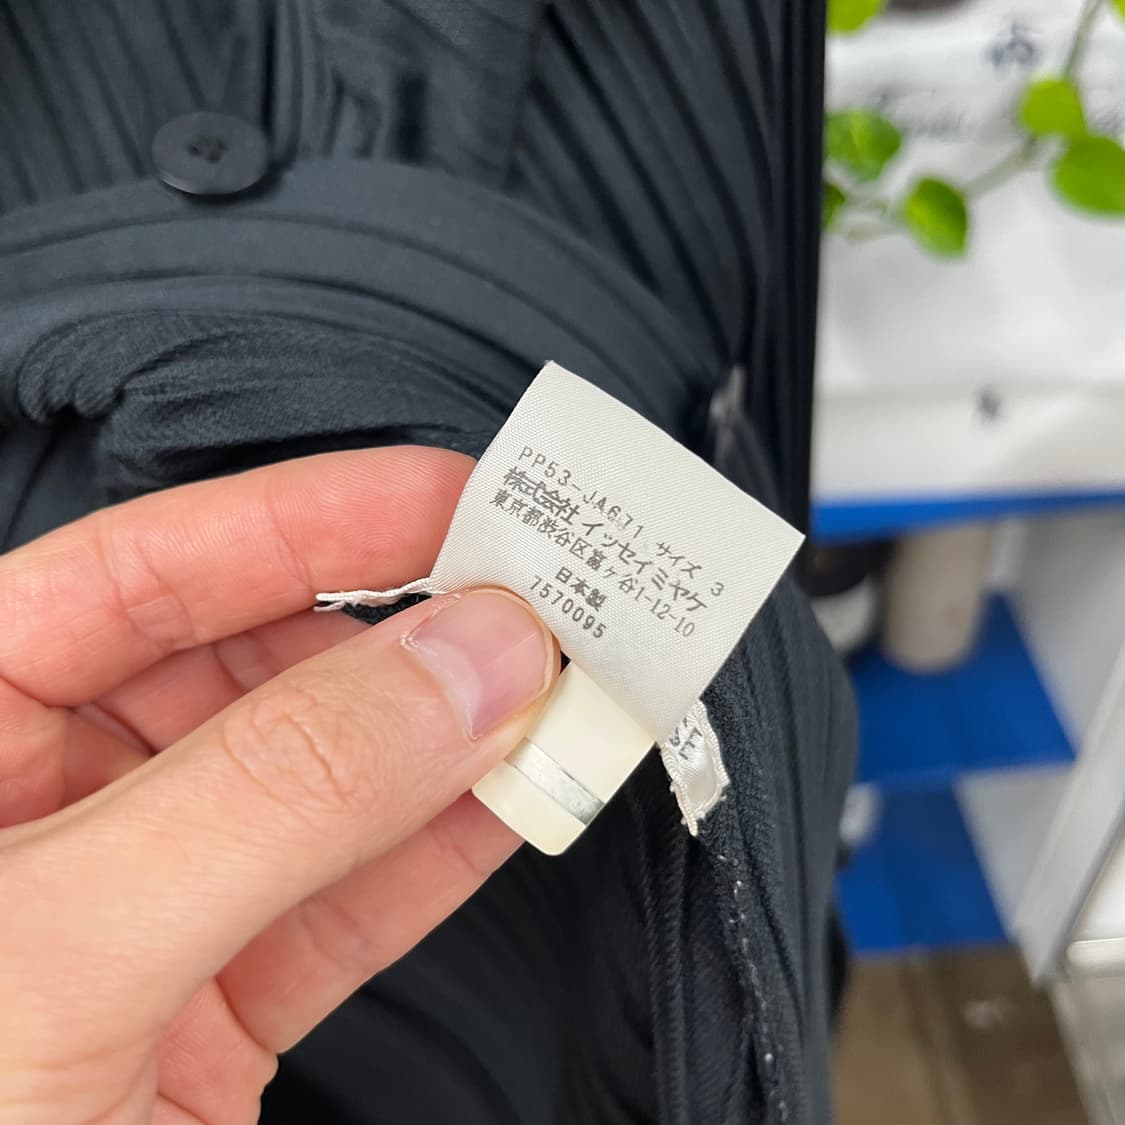 PP53-JA671 サイズ 3
株式会社イッセイミヤケ
東京都渋谷区富ヶ谷1-12-10
日本製
7570095